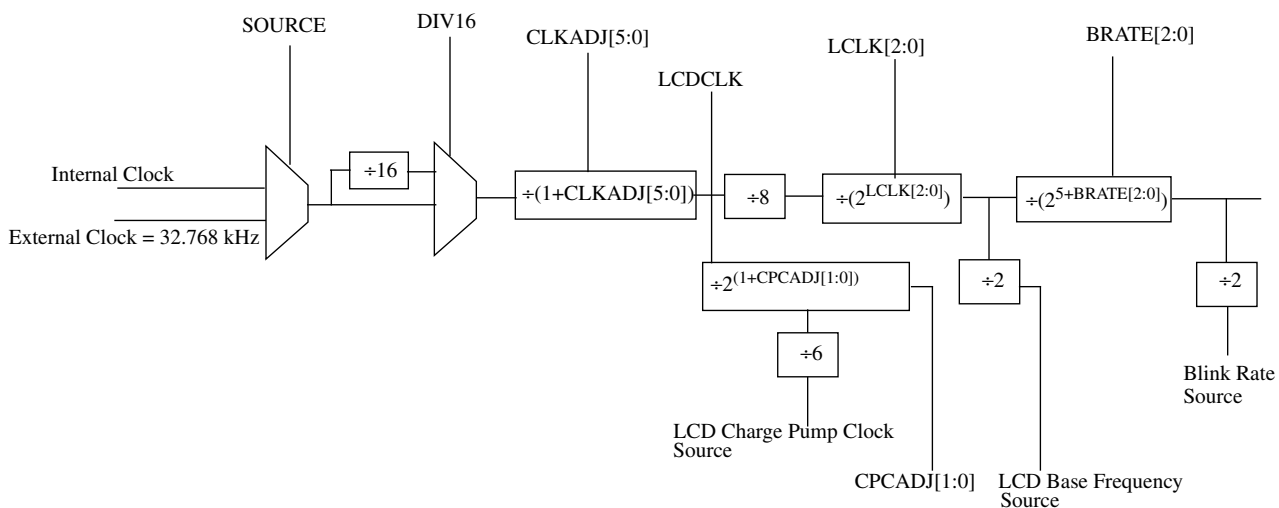 SOURCE
DIV16
CLKADJ[5:0]
LCDCLK
LCLK[2:0]
BRATE[2:0]
Internal Clock
External Clock = 32.768 kHz
÷16
÷(1+CLKADJ[5:0])
÷8
÷(2^LCLK[2:0])
÷(2^5+BRATE[2:0])
÷2^(1+CPCADJ[1:0])
÷2
÷2
÷6
Blink Rate
Source
LCD Charge Pump Clock
Source
CPCADJ[1:0]
LCD Base Frequency
Source